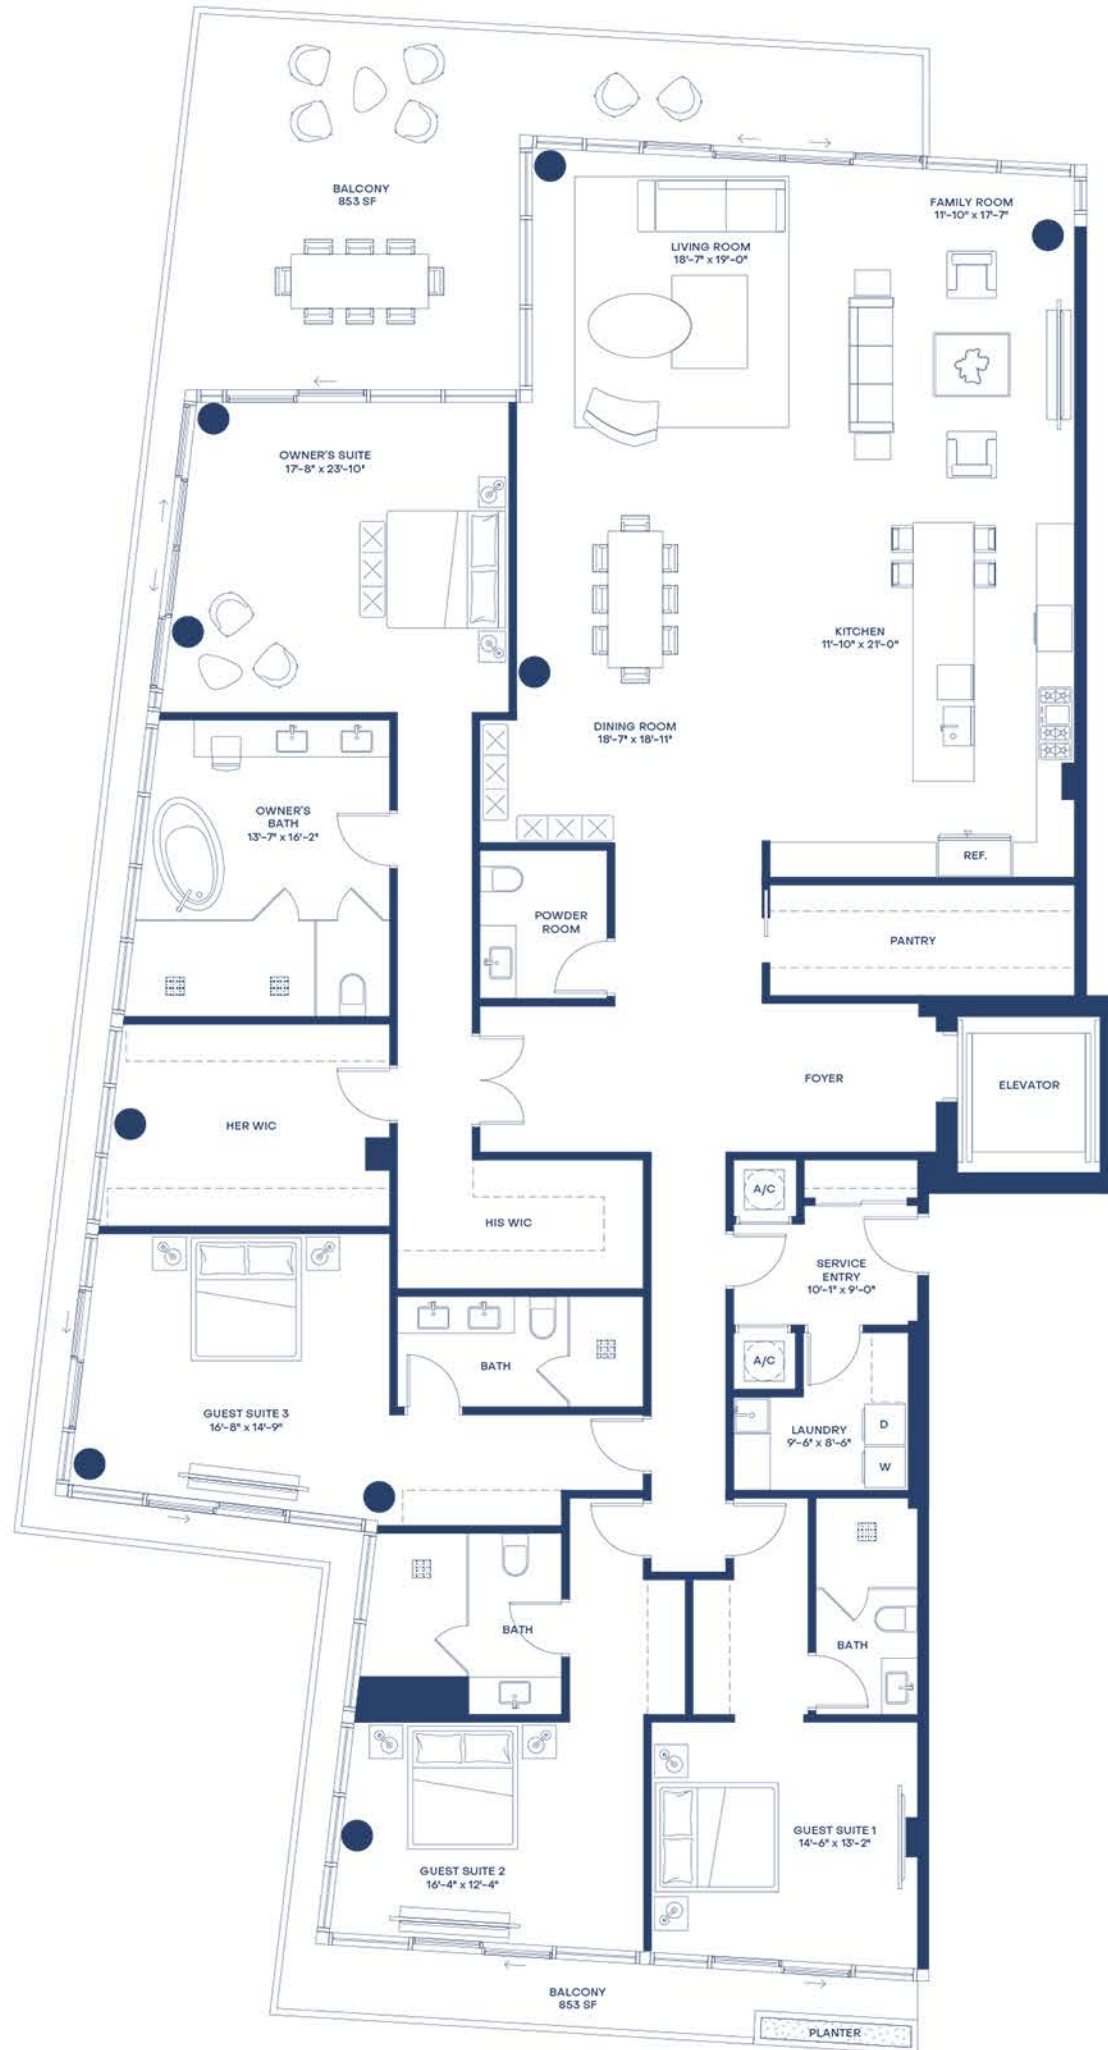 BALCONY
853 SF
FAMILY ROOM
11'-10" x 17'-7"
LIVING ROOM
18'-7" x 19'-0"
OWNER'S SUITE
17'-8" x 23'-10"
KITCHEN
11'-10" x 21'-0"
DINING ROOM
18'-7" x 18'-11"
OWNER'S
BATH
13'-7" x 16'-2"
REF.
POWDER
ROOM
PANTRY
FOYER
ELEVATOR
HER WIC
A/C
HIS WIC
SERVICE
ENTRY
10'-1" x 9'-0"
A/C
BATH
GUEST SUITE 3
16'-8" x 14'-9"
LAUNDRY
9'-6" x 8'-6"
D
W
BATH
BATH
GUEST SUITE 1
14'-6" x 13'-2"
GUEST SUITE 2
16'-4" x 12'-4"
BALCONY
853 SF
PLANTER